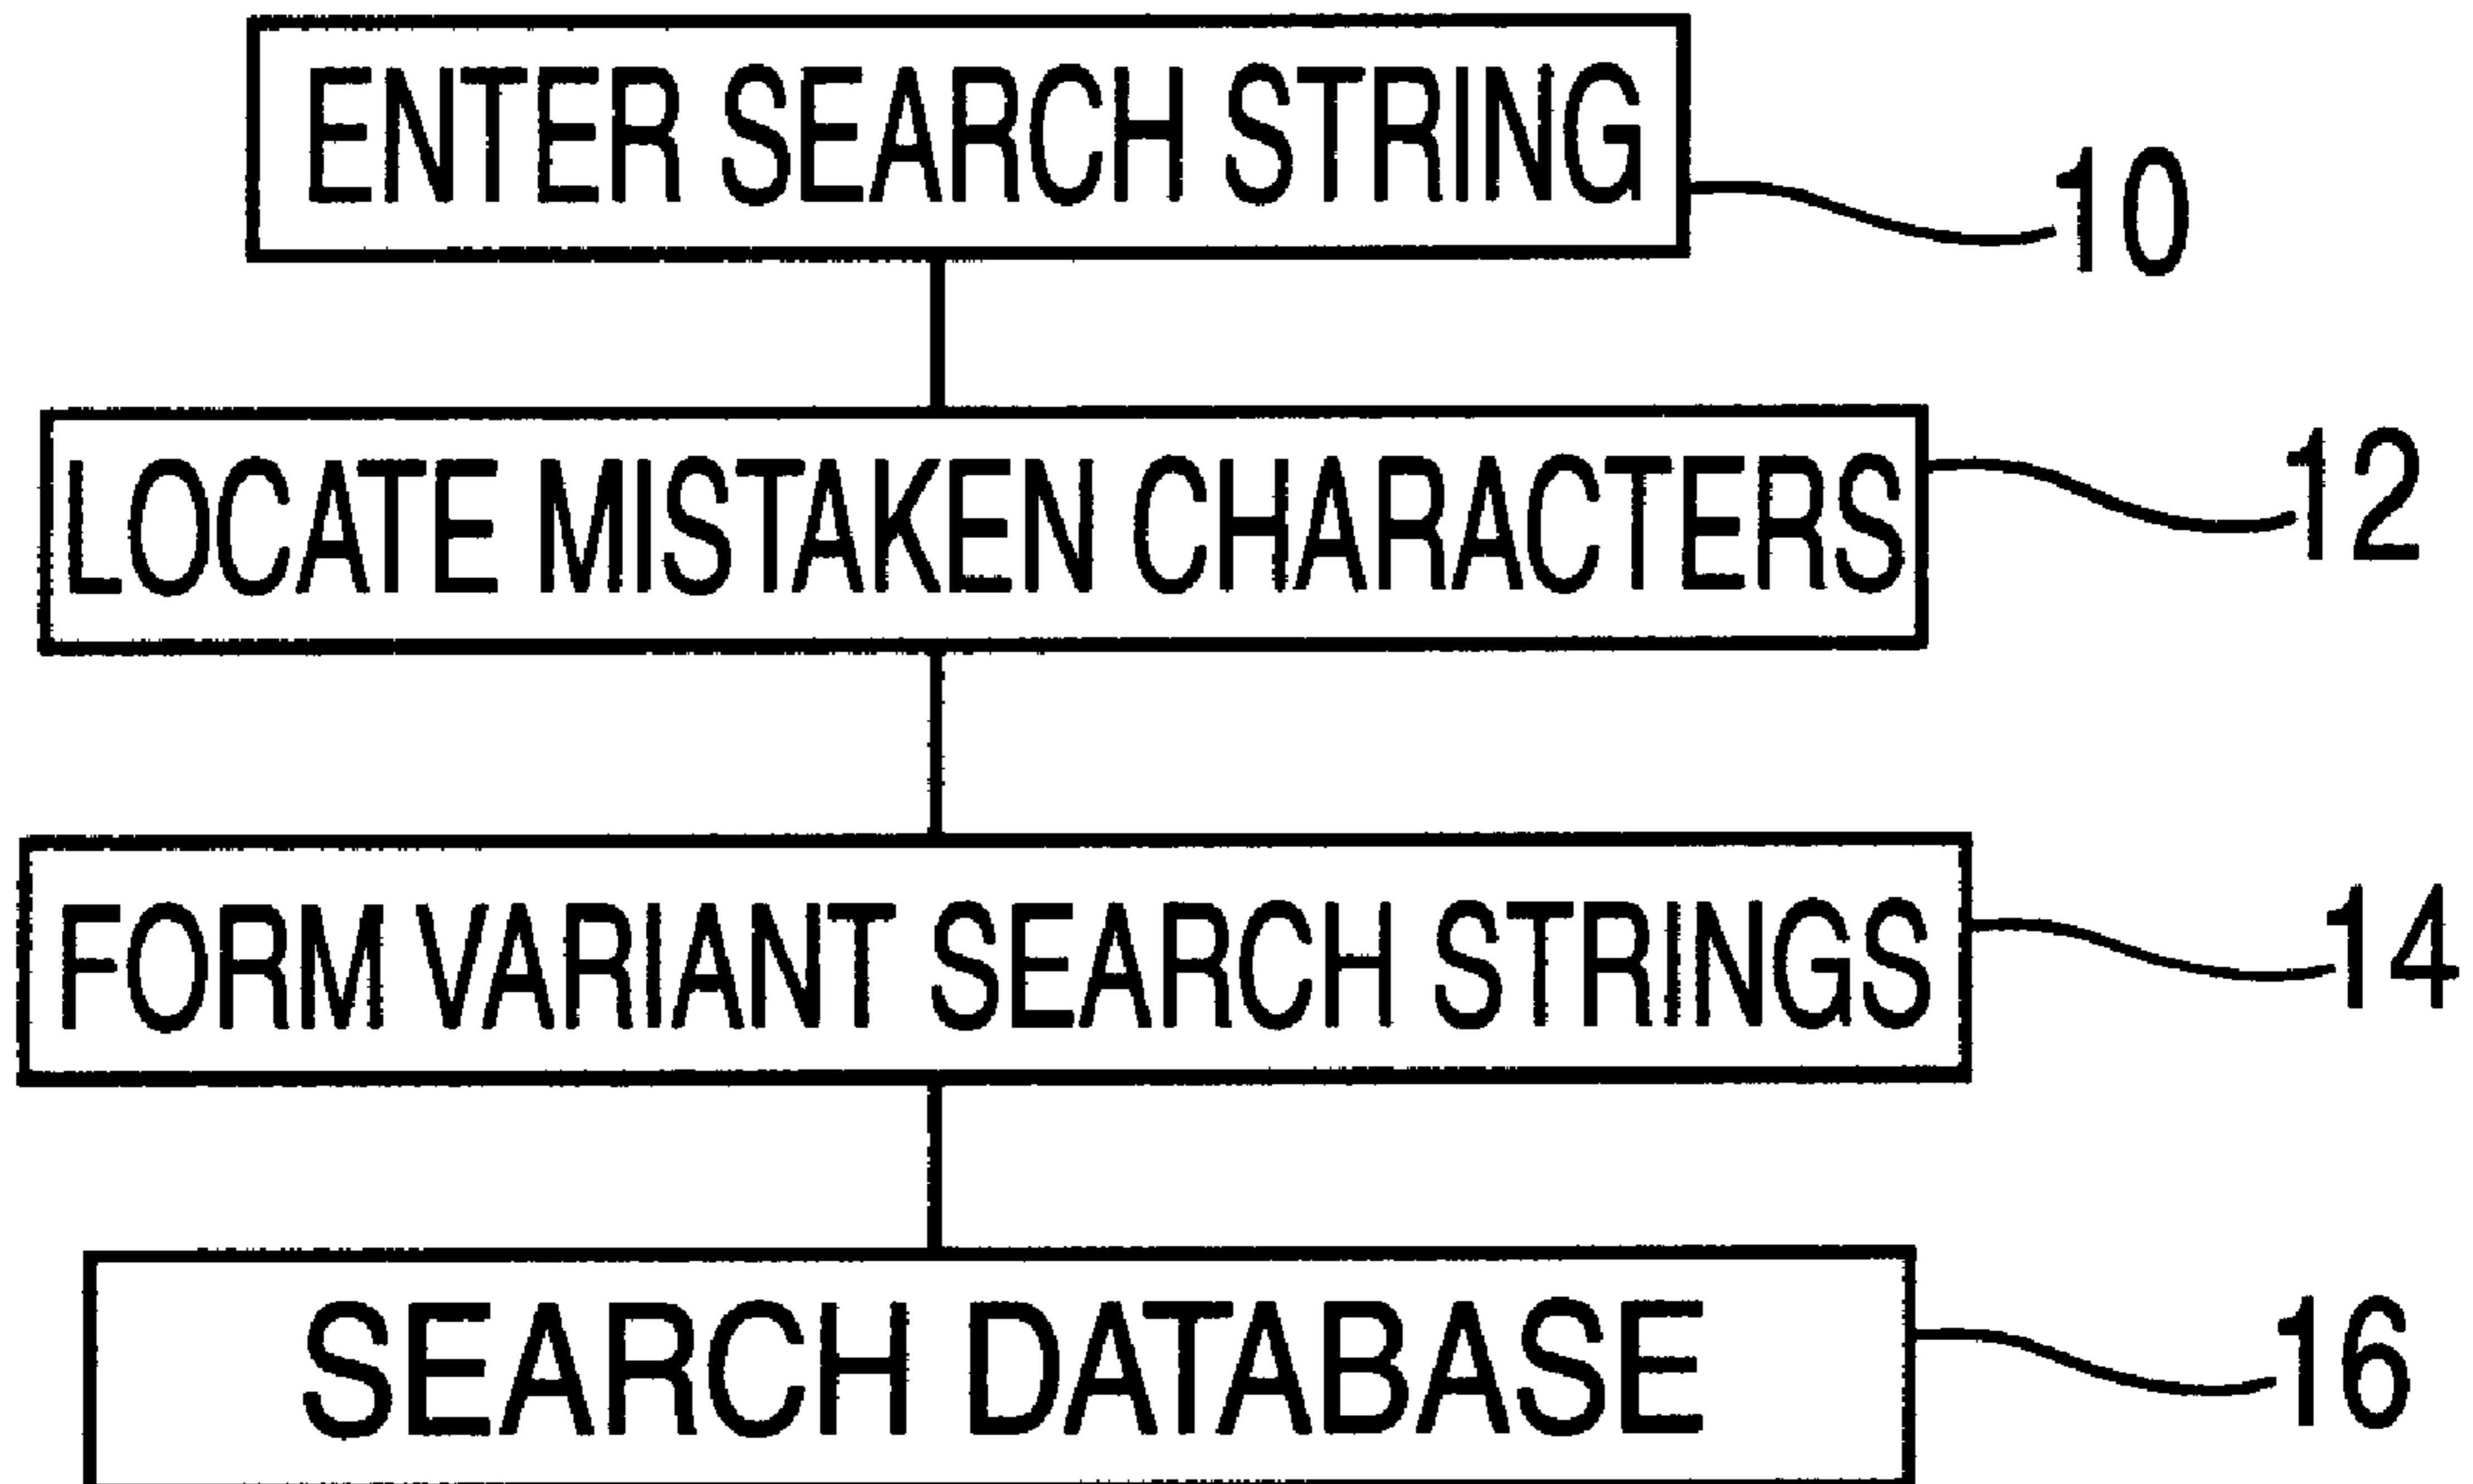 ENTER SEARCH STRING
10
LOCATE MISTAKEN CHARACTERS
12
FORM VARIANT SEARCH STRINGS
14
SEARCH DATABASE
16